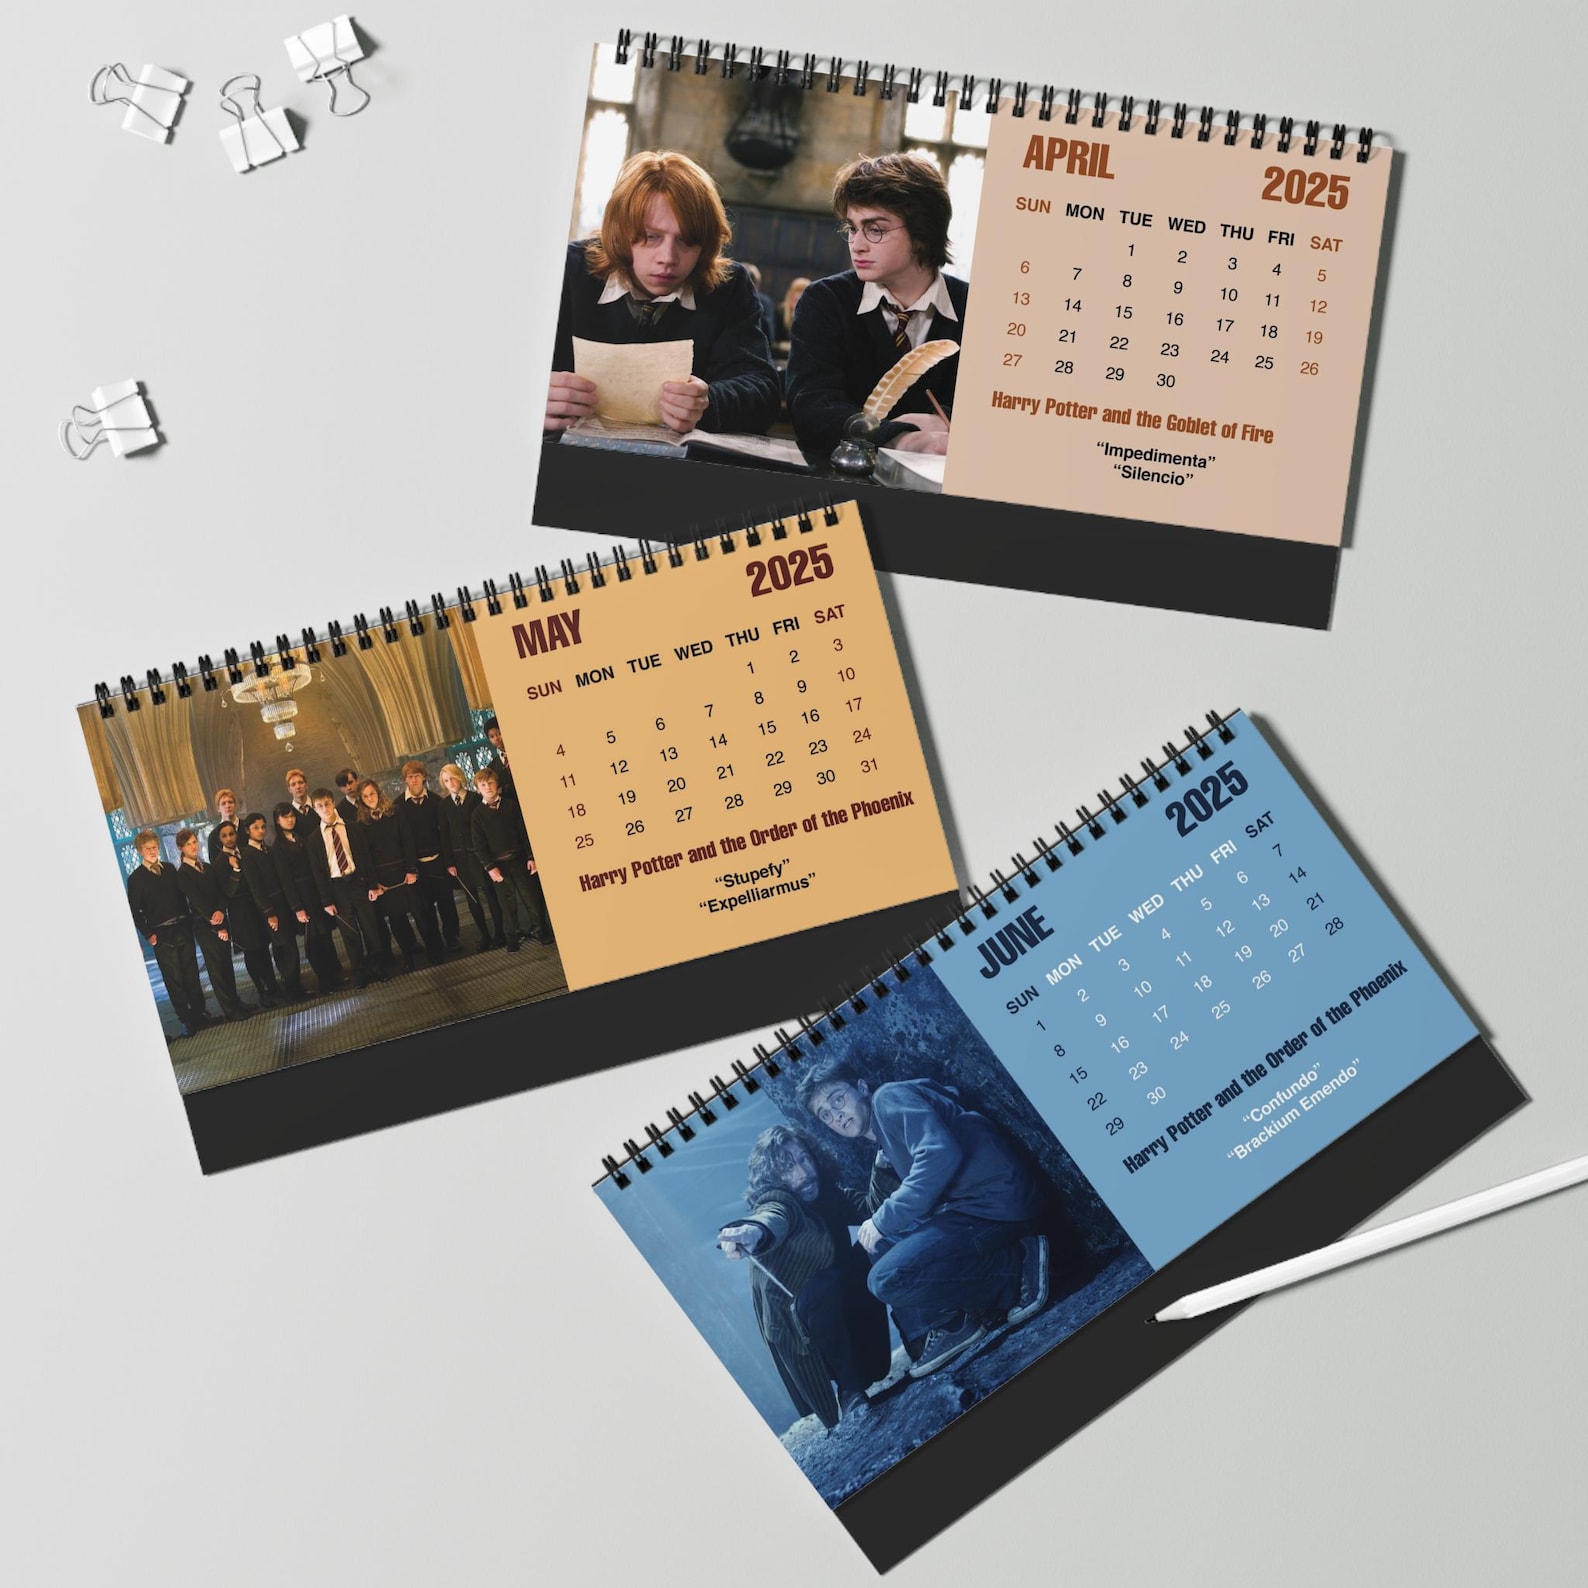 APRIL 2025
SUN MON TUE WED THU FRI SAT
1 2 3 4 5
6 7 8 9 10 11 12
13 14 15 16 17 18 19
20 21 22 23 24 25 26
27 28 29 30
Harry Potter and the Goblet of Fire
“Impedimenta”
“Silencio”
MAY 2025
SUN MON TUE WED THU FRI SAT
1 2 3
4 5 6 7 8 9 10
11 12 13 14 15 16 17
18 19 20 21 22 23 24
25 26 27 28 29 30 31
Harry Potter and the Order of the Phoenix
“Stupefy”
“Expelliarmus”
JUNE 2025
SUN MON TUE WED THU FRI SAT
1 2 3 4 5 6 7
8 9 10 11 12 13 14
15 16 17 18 19 20 21
22 23 24 25 26 27 28
29 30
Harry Potter and the Order of the Phoenix
“Confundo”
“Brackium Emendo”